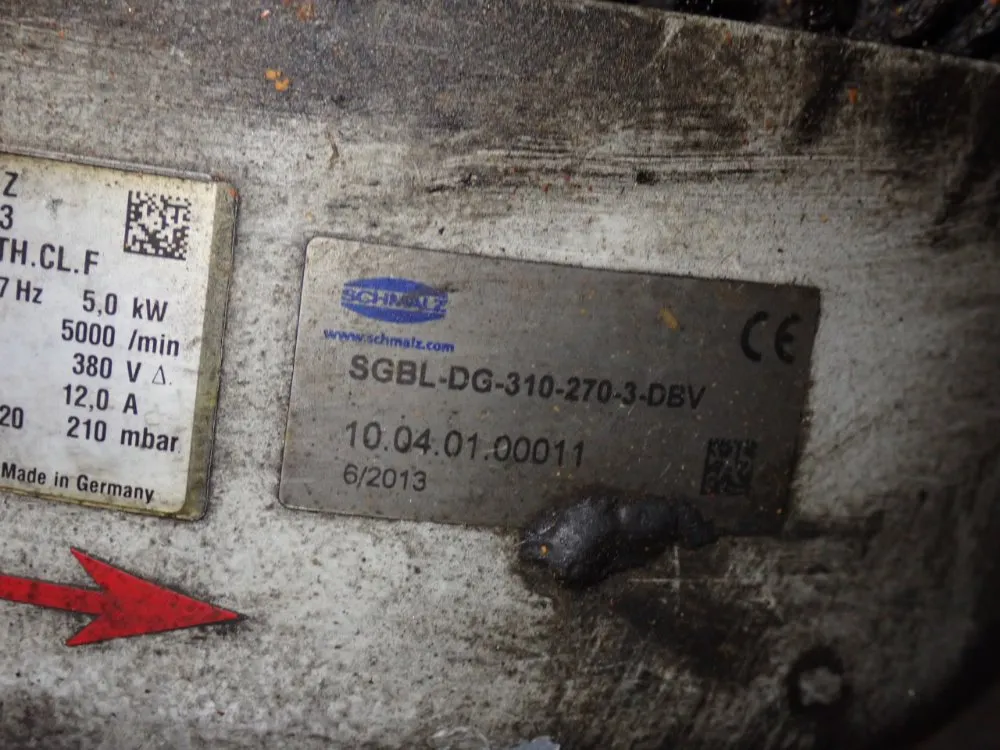 Z
3
TH.CL.F
7 Hz 5,0 kW
5000 /min
380 V Δ.
12,0 A
20 210 mbar
Made in Germany
SCHMALZ
www.schmalz.com
CE
SGBL-DG-310-270-3-DBV
10.04.01.00011
6/2013